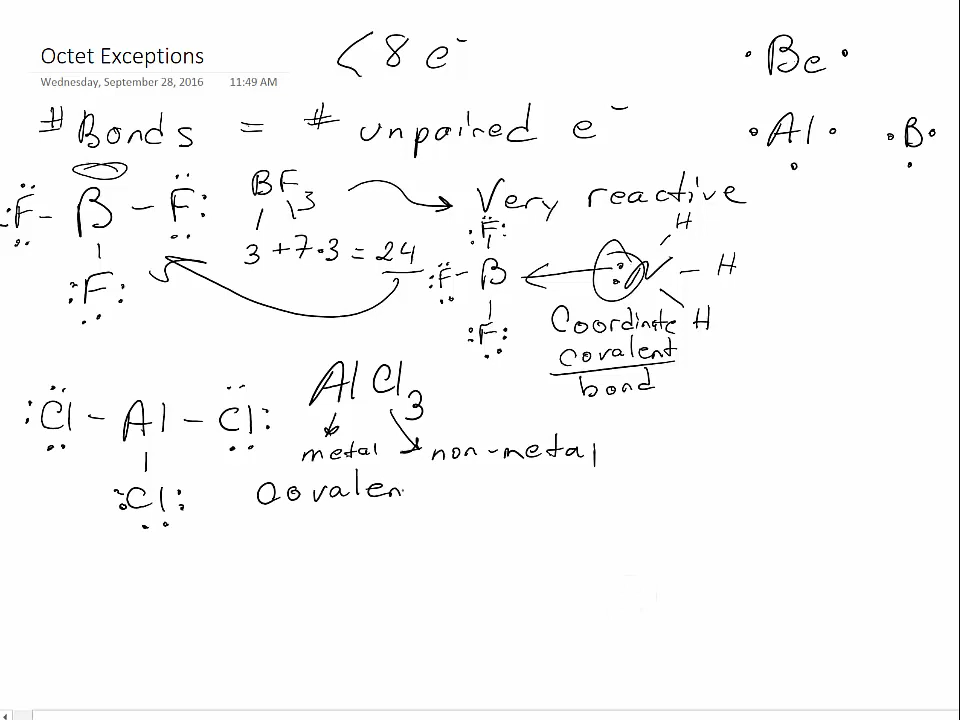 Octet Exceptions
Wednesday, September 28, 2016 11:49 AM
< 8 e⁻
·Be·
# Bonds = # unpaired e⁻
Al B
BF₃
Very reactive
F - B - F
F
3 + 7·3 = 24
F
F - B ← N - H
H
H
F
Coordinate
covalent
bond
AlCl₃
Cl - Al - Cl
Cl
metal → non-metal
Covalen